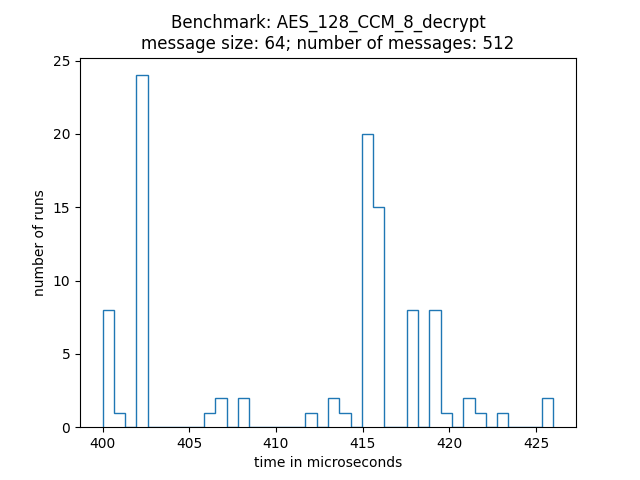 Benchmark: AES_128_CCM_8_decrypt
message size: 64; number of messages: 512
25
20
15
10
5
0
number of runs
400 405 410 415 420 425
time in microseconds